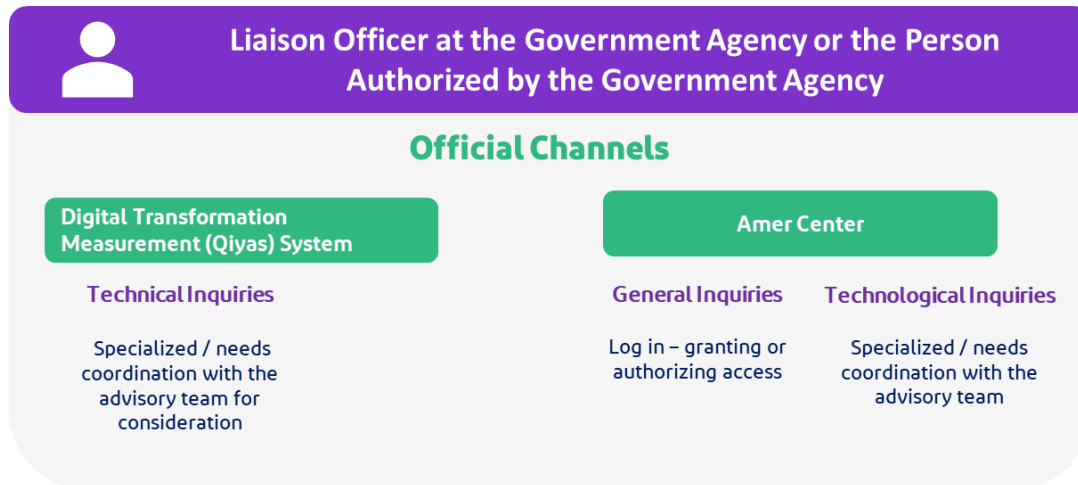 Liaison Officer at the Government Agency or the Person
Authorized by the Government Agency
Official Channels
Digital Transformation
Measurement (Qiyas) System
Technical Inquiries
Specialized / needs
coordination with the
advisory team for
consideration
Amer Center
General Inquiries
Log in – granting or
authorizing access
Technological Inquiries
Specialized / needs
coordination with the
advisory team